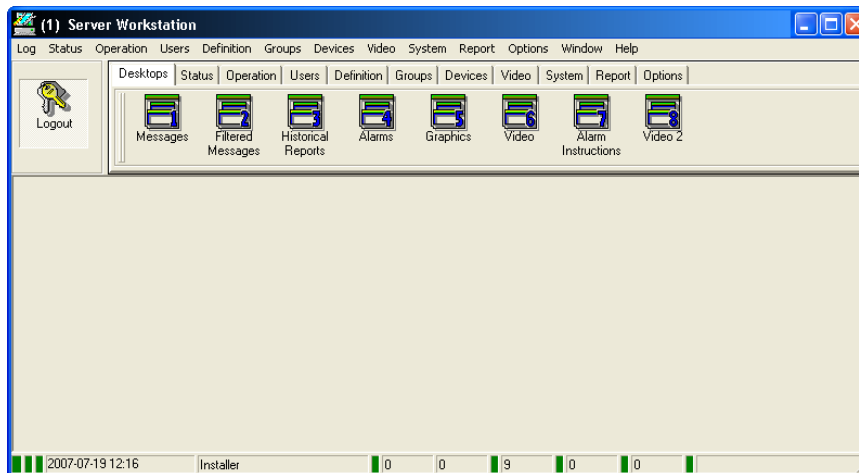 (1) Server Workstation
Log Status Operation Users Definition Groups Devices Video System Report Options Window Help
Desktops Status Operation Users Definition Groups Devices Video System Report Options
Logout
1 2 3 4 5 6 7 8
Messages Filtered Messages Historical Reports Alarms Graphics Video Alarm Instructions Video 2
2007-07-19 12:16 Installer 0 0 9 0 0